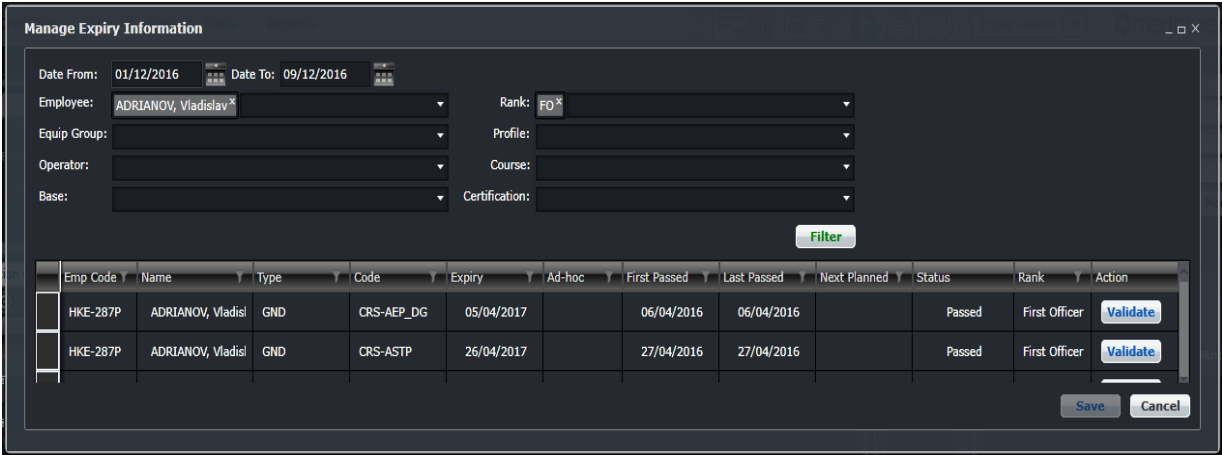 Manage Expiry Information
Date From: 01/12/2016 Date To: 09/12/2016
Employee: ADRIANOV, Vladislav x Rank: FO x
Equip Group: Profile:
Operator: Course:
Base: Certification:
Filter
Emp Code Name Type Code Expiry Ad-hoc First Passed Last Passed Next Planned Status Rank Action
HKE-287P ADRIANOV, Vladisl GND CRS-AEP_DG 05/04/2017 06/04/2016 06/04/2016 Passed First Officer Validate
HKE-287P ADRIANOV, Vladisl GND CRS-ASTP 26/04/2017 27/04/2016 27/04/2016 Passed First Officer Validate
Save Cancel